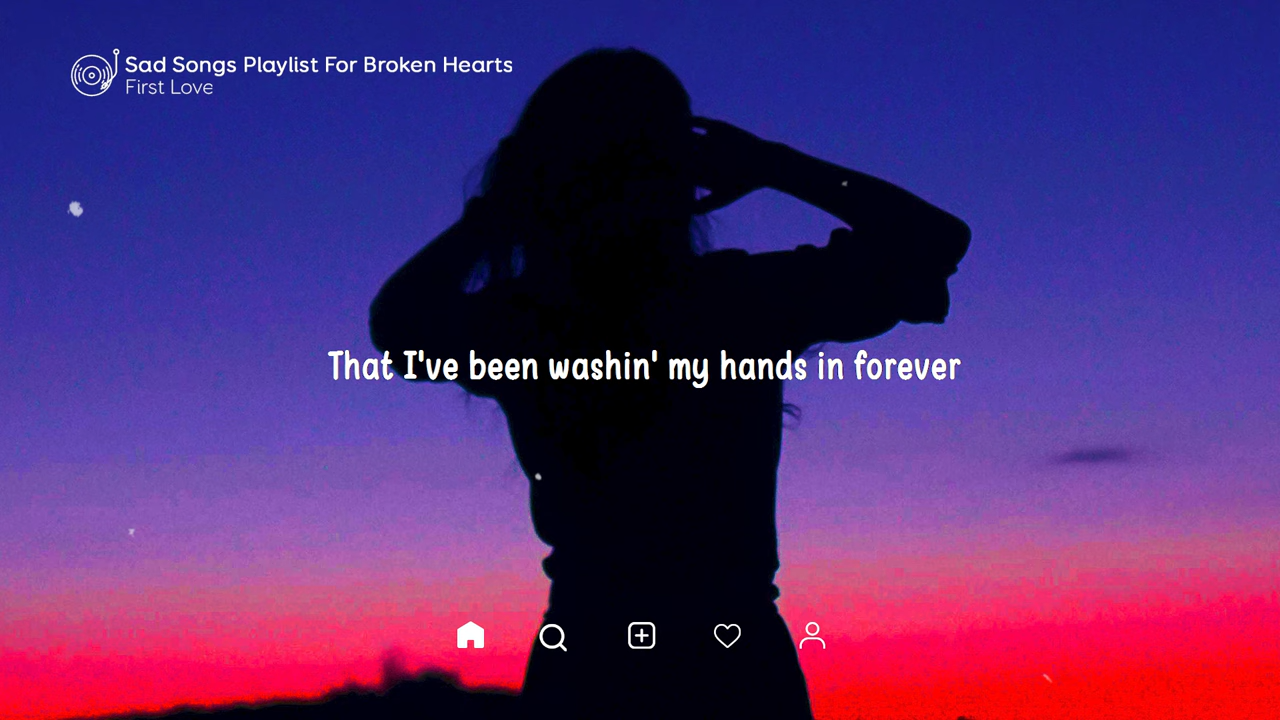 Sad Songs Playlist For Broken Hearts
First Love
That I've been washin' my hands in forever